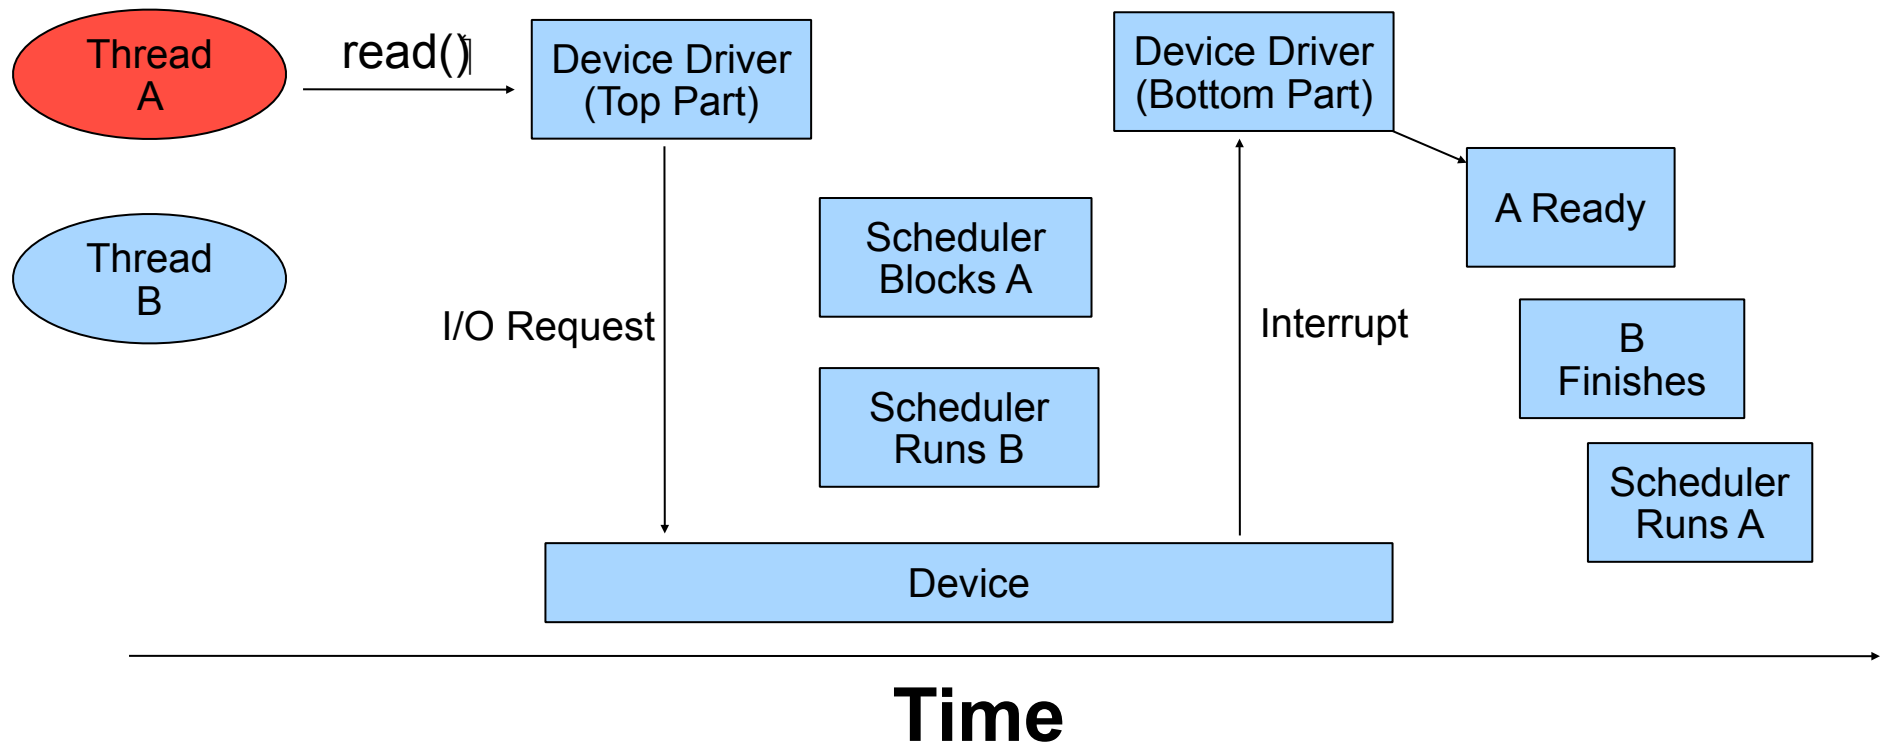 Thread
A
read()
Device Driver
(Top Part)
Device Driver
(Bottom Part)
A Ready
Thread
B
Scheduler
Blocks A
I/O Request
Interrupt
B
Finishes
Scheduler
Runs B
Scheduler
Runs A
Device
Time